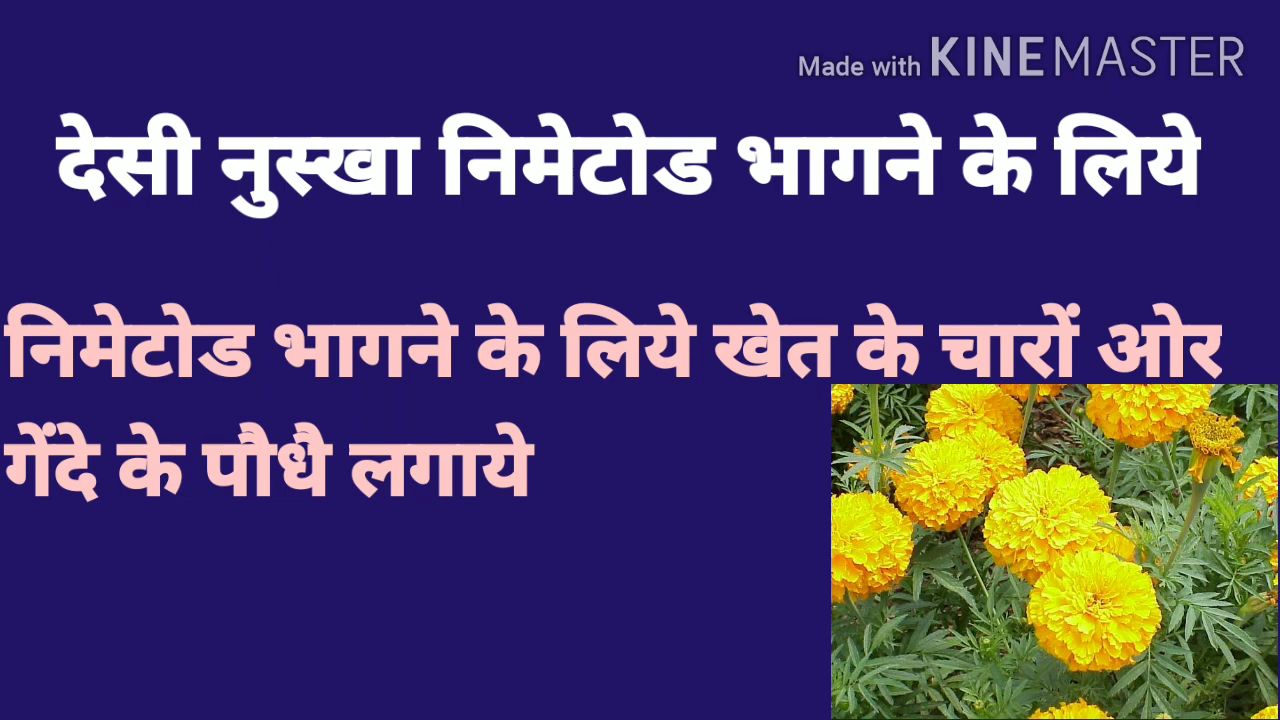 Made with KINEMASTER
देसी नुस्खा निमेटोड भागने के लिये
निमेटोड भागने के लिये खेत के चारों ओर
गेंदे के पौधै लगाये